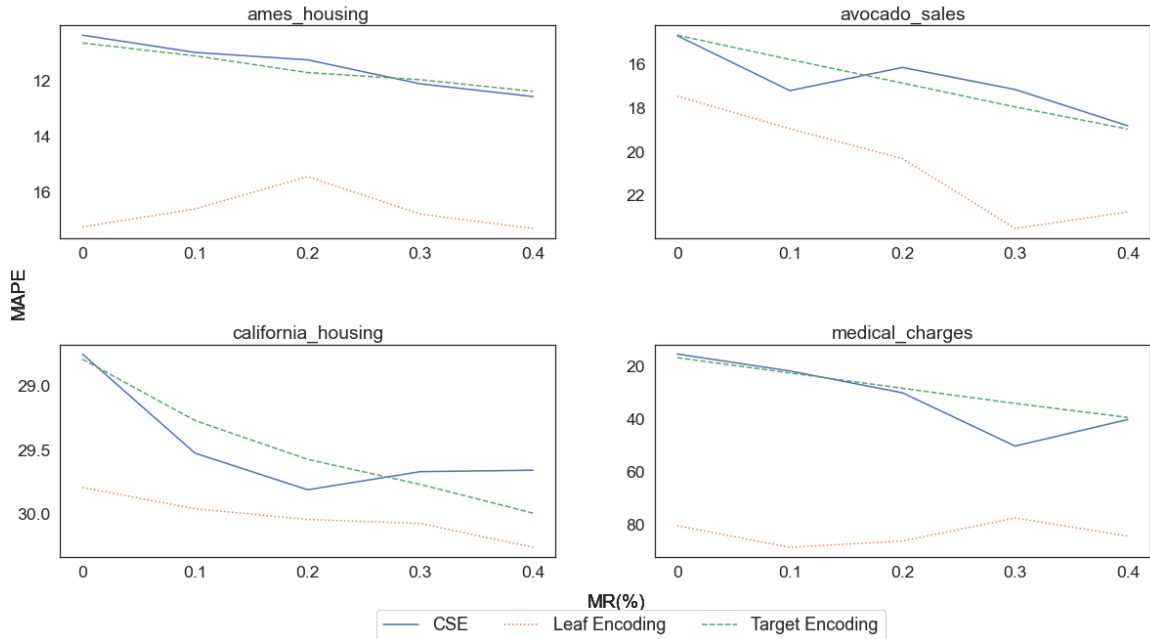 ames_housing
12
14
16
0 0.1 0.2 0.3 0.4
avocado_sales
16
18
20
22
0 0.1 0.2 0.3 0.4
MAPE
california_housing
29.0
29.5
30.0
0 0.1 0.2 0.3 0.4
medical_charges
20
40
60
80
0 0.1 0.2 0.3 0.4
MR(%)
CSE Leaf Encoding Target Encoding